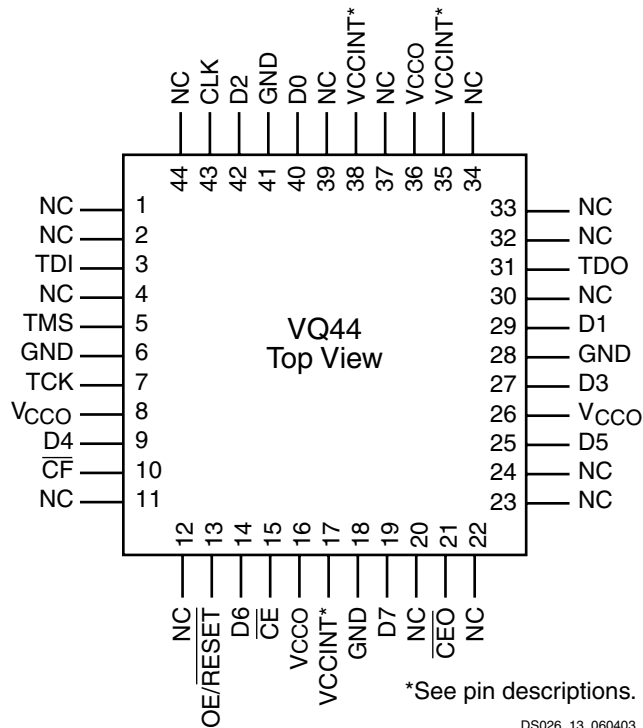 NC
CLK
D2
GND
D0
NC
VCCINT*
NC
VCCO
VCCINT*
NC
44
43
42
41
40
39
38
37
36
35
34
NC 1
NC 2
TDI 3
NC 4
TMS 5
GND 6
TCK 7
VCCO 8
D4 9
CF 10
NC 11
VQ44
Top View
33 NC
32 NC
31 TDO
30 NC
29 D1
28 GND
27 D3
26 VCCO
25 D5
24 NC
23 NC
12
13
14
15
16
17
18
19
20
21
22
NC
OE/RESET
D6
CE
VCCO
VCCINT*
GND
D7
NC
CEO
NC
*See pin descriptions.
DS026_13_060403